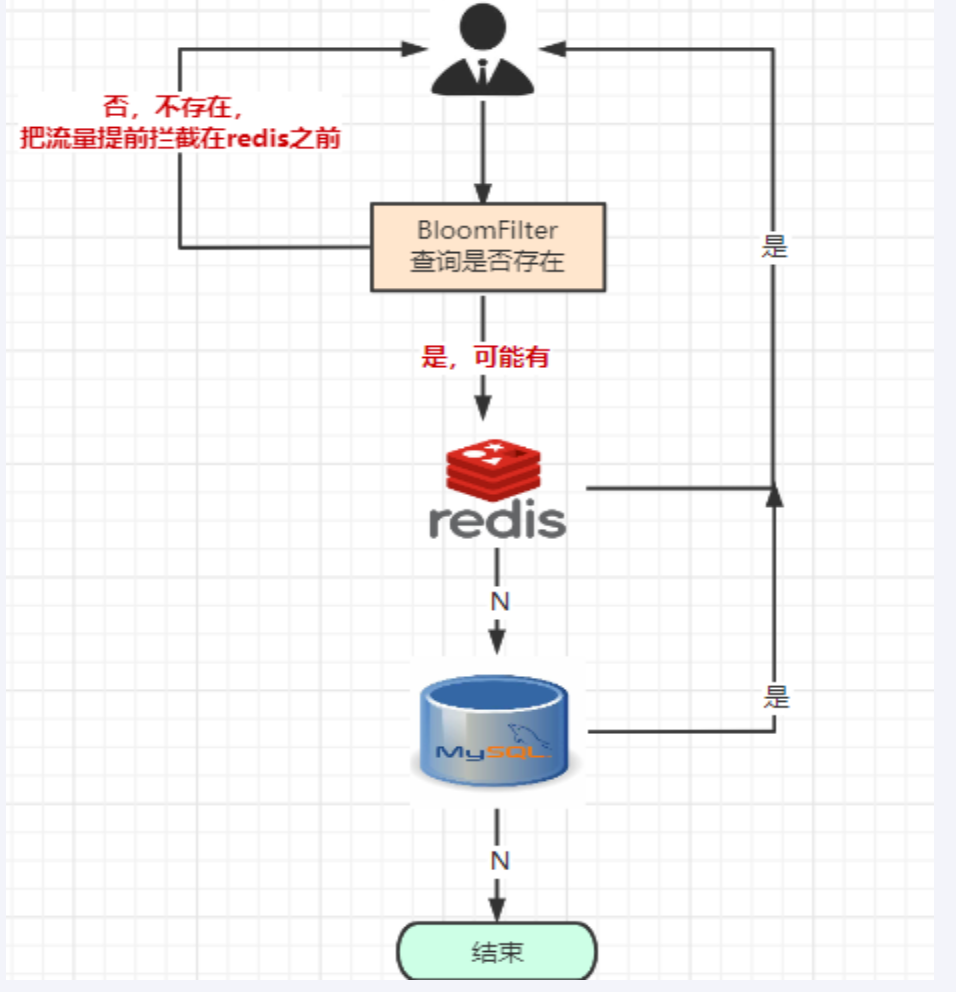 否，不存在，
把流量提前拦截在redis之前
BloomFilter
查询是否存在
是
是，可能有
redis
N
是
MySQL
N
结束